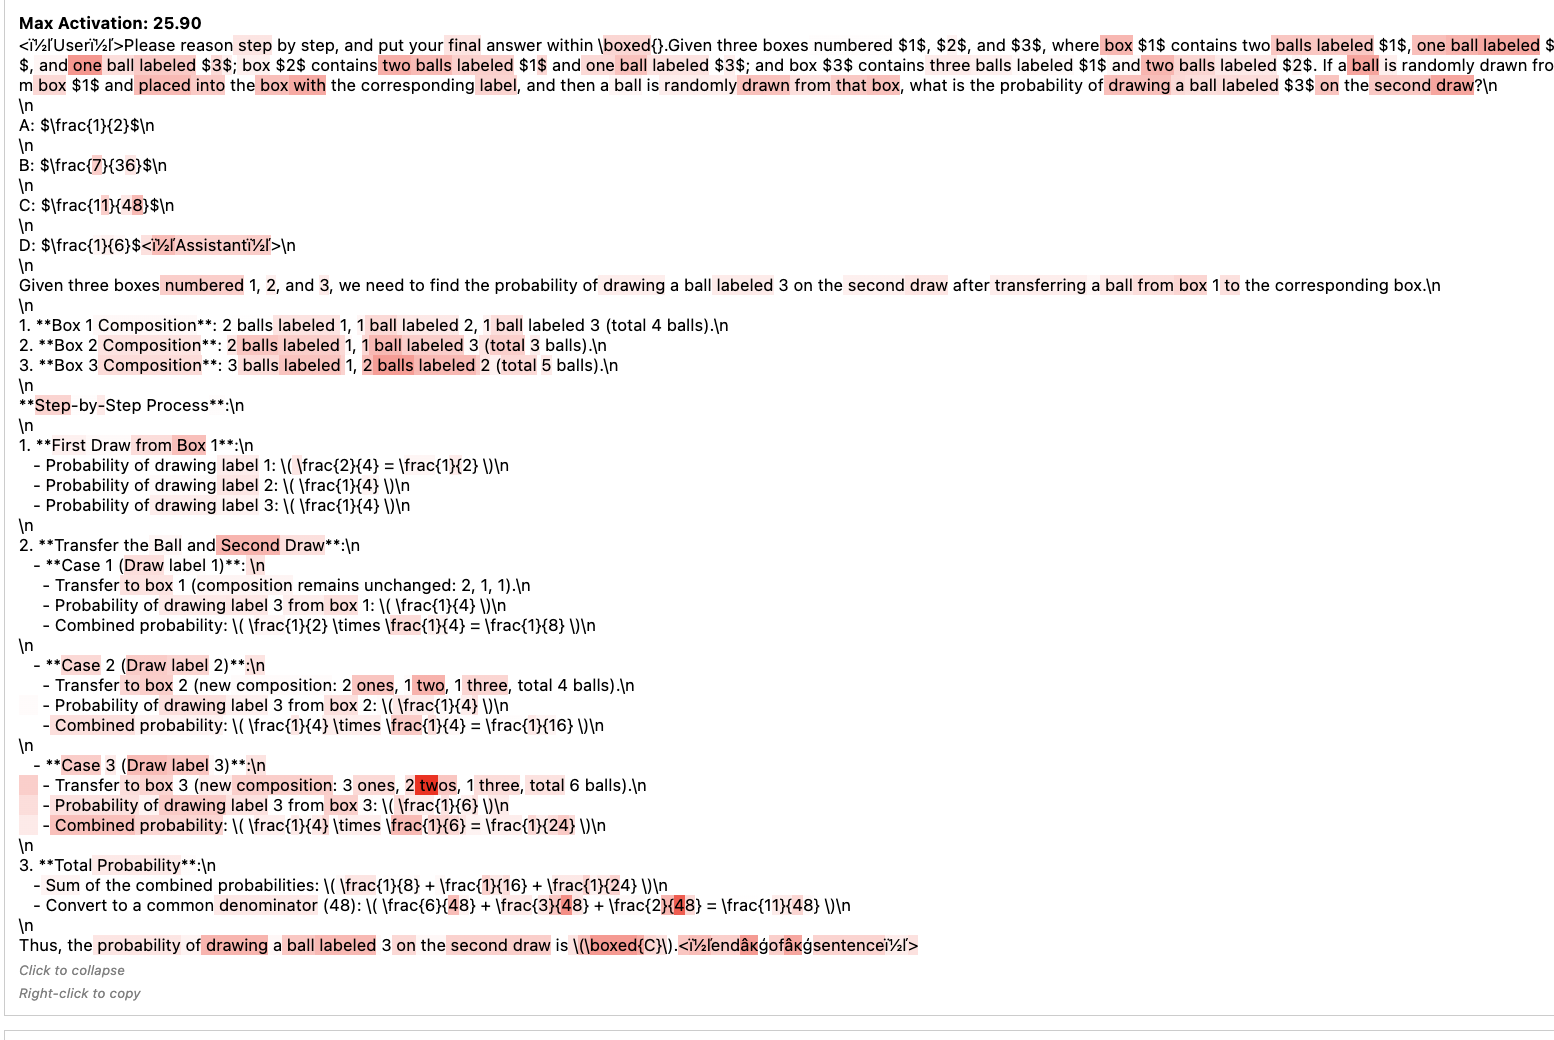 Max Activation: 25.90
<ï½ľUserï½ľ>Please reason step by step, and put your final answer within \boxed{}.Given three boxes numbered $1$, $2$, and $3$, where box $1$ contains two balls labeled $1$, one ball labeled $
$, and one ball labeled $3$; box $2$ contains two balls labeled $1$ and one ball labeled $3$; and box $3$ contains three balls labeled $1$ and two balls labeled $2$. If a ball is randomly drawn fro
m box $1$ and placed into the box with the corresponding label, and then a ball is randomly drawn from that box, what is the probability of drawing a ball labeled $3$ on the second draw?\n
\n
A: $\frac{1}{2}$\n
\n
B: $\frac{7}{36}$\n
\n
C: $\frac{11}{48}$\n
\n
D: $\frac{1}{6}$<ï½ľAssistantï½ľ>\n
\n
Given three boxes numbered 1, 2, and 3, we need to find the probability of drawing a ball labeled 3 on the second draw after transferring a ball from box 1 to the corresponding box.\n
\n
1. **Box 1 Composition**: 2 balls labeled 1, 1 ball labeled 2, 1 ball labeled 3 (total 4 balls).\n
2. **Box 2 Composition**: 2 balls labeled 1, 1 ball labeled 3 (total 3 balls).\n
3. **Box 3 Composition**: 3 balls labeled 1, 2 balls labeled 2 (total 5 balls).\n
\n
**Step-by-Step Process**:\n
\n
1. **First Draw from Box 1**:\n
- Probability of drawing label 1: \( \frac{2}{4} = \frac{1}{2} \)\n
- Probability of drawing label 2: \( \frac{1}{4} \)\n
- Probability of drawing label 3: \( \frac{1}{4} \)\n
\n
2. **Transfer the Ball and Second Draw**:\n
- **Case 1 (Draw label 1)**: \n
- Transfer to box 1 (composition remains unchanged: 2, 1, 1).\n
- Probability of drawing label 3 from box 1: \( \frac{1}{4} \)\n
- Combined probability: \( \frac{1}{2} \times \frac{1}{4} = \frac{1}{8} \)\n
\n
- **Case 2 (Draw label 2)**:\n
- Transfer to box 2 (new composition: 2 ones, 1 two, 1 three, total 4 balls).\n
- Probability of drawing label 3 from box 2: \( \frac{1}{4} \)\n
- Combined probability: \( \frac{1}{4} \times \frac{1}{4} = \frac{1}{16} \)\n
\n
- **Case 3 (Draw label 3)**:\n
- Transfer to box 3 (new composition: 3 ones, 2 twos, 1 three, total 6 balls).\n
- Probability of drawing label 3 from box 3: \( \frac{1}{6} \)\n
- Combined probability: \( \frac{1}{4} \times \frac{1}{6} = \frac{1}{24} \)\n
\n
3. **Total Probability**:\n
- Sum of the combined probabilities: \( \frac{1}{8} + \frac{1}{16} + \frac{1}{24} \)\n
- Convert to a common denominator (48): \( \frac{6}{48} + \frac{3}{48} + \frac{2}{48} = \frac{11}{48} \)\n
\n
Thus, the probability of drawing a ball labeled 3 on the second draw is \(\boxed{C}\).<ï½ľendâĸģofâĸģsentenceï½ľ>
Click to collapse
Right-click to copy